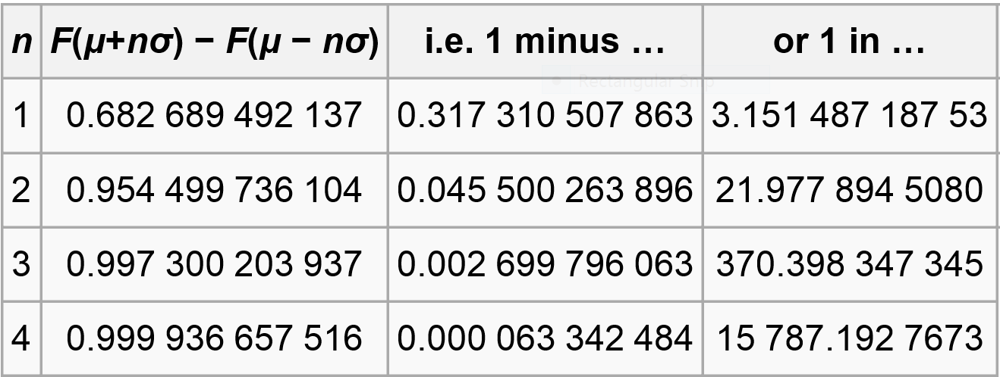 n F(μ+nσ) − F(μ − nσ) i.e. 1 minus … or 1 in …
Rectangular Snip
1 0.682 689 492 137 0.317 310 507 863 3.151 487 187 53
2 0.954 499 736 104 0.045 500 263 896 21.977 894 5080
3 0.997 300 203 937 0.002 699 796 063 370.398 347 345
4 0.999 936 657 516 0.000 063 342 484 15 787.192 7673